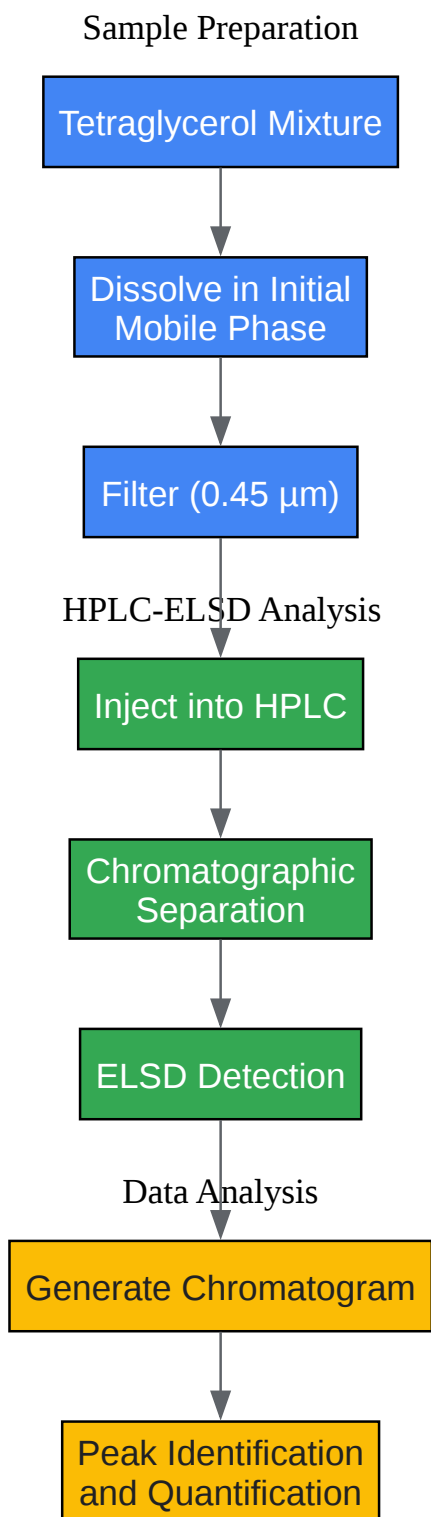 Sample Preparation
Tetraglycerol Mixture
Dissolve in Initial
Mobile Phase
Filter (0.45 µm)
HPLC-ELSD Analysis
Inject into HPLC
Chromatographic
Separation
ELSD Detection
Data Analysis
Generate Chromatogram
Peak Identification
and Quantification